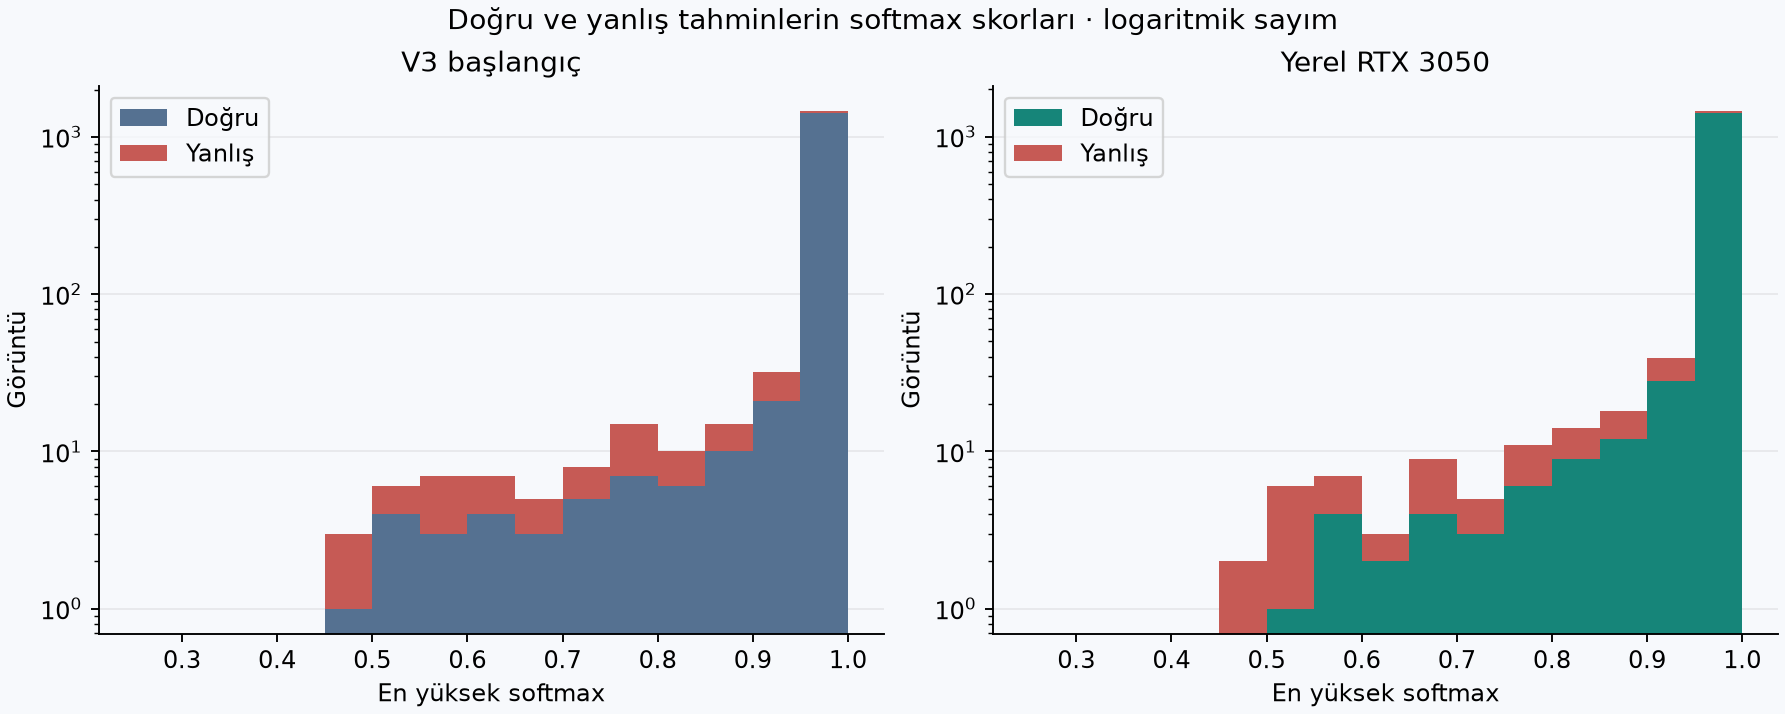 Doğru ve yanlış tahminlerin softmax skorları · logaritmik sayım
V3 başlangıç
Doğru
Yanlış
10³
10²
10¹
10⁰
Görüntü
0.3 0.4 0.5 0.6 0.7 0.8 0.9 1.0
En yüksek softmax
Yerel RTX 3050
Doğru
Yanlış
10³
10²
10¹
10⁰
Görüntü
0.3 0.4 0.5 0.6 0.7 0.8 0.9 1.0
En yüksek softmax